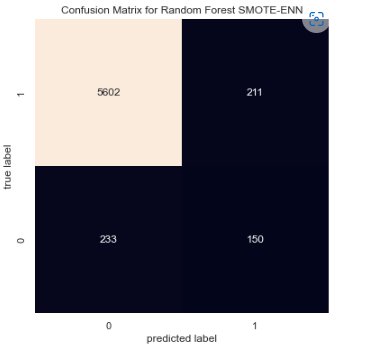 Confusion Matrix for Random Forest SMOTE-ENN
1
5602
211
true label
0
233
150
0
1
predicted label